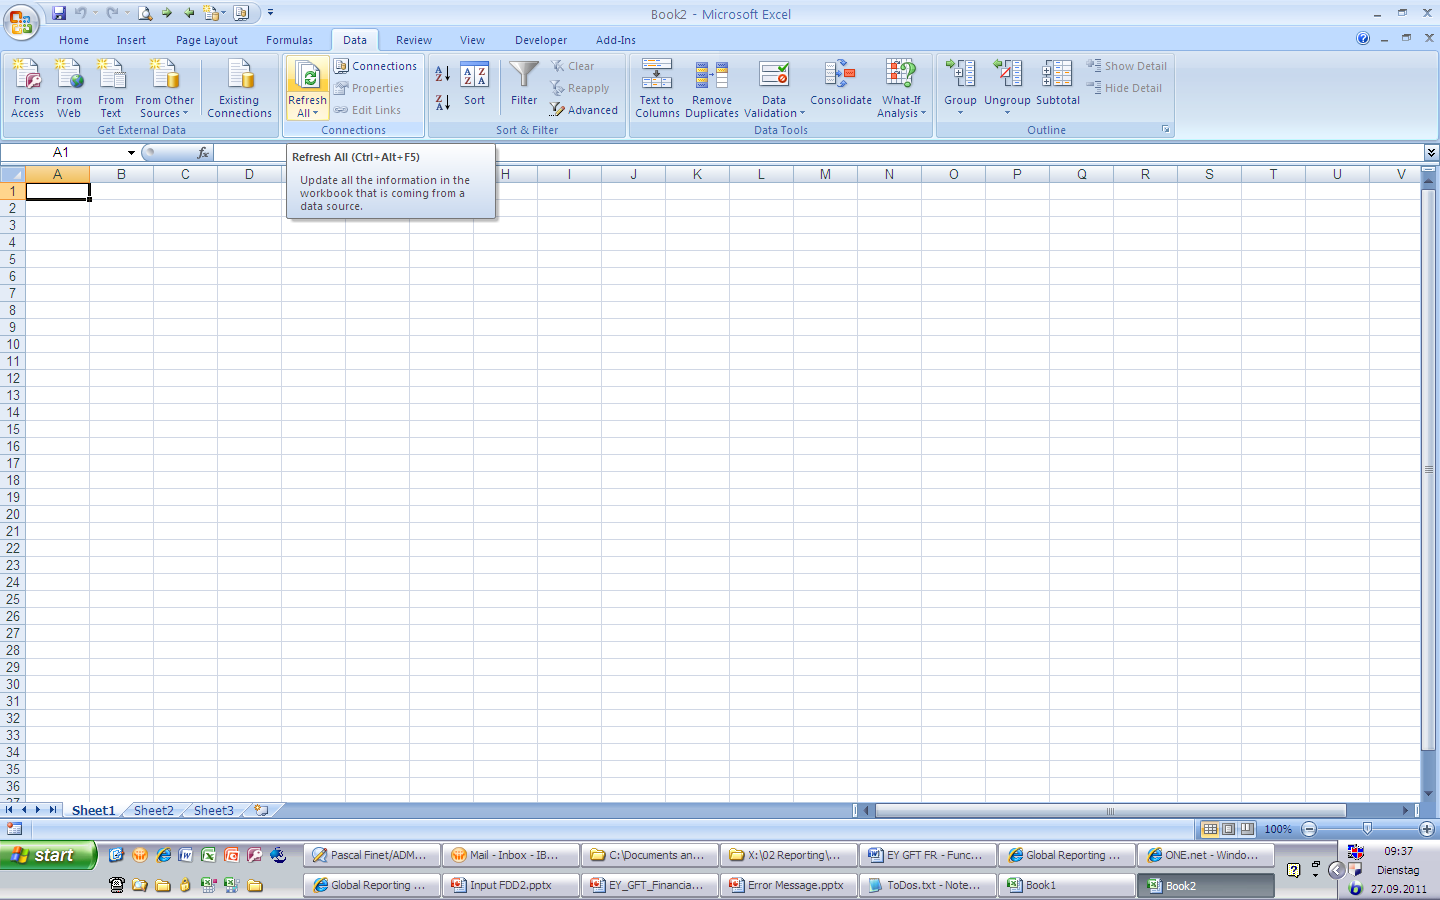 Book2 - Microsoft Excel
Home Insert Page Layout Formulas Data Review View Developer Add-Ins
From Access
From Web
From Text
From Other Sources
Existing Connections
Get External Data
Refresh All
Connections
Properties
Edit Links
Connections
A Z
Z A
A Z Z A
Sort
Filter
Clear
Reapply
Advanced
Sort & Filter
Text to Columns
Remove Duplicates
Data Validation
Consolidate
What-If Analysis
Data Tools
Group
Ungroup
Subtotal
Show Detail
Hide Detail
Outline
A1
fx
Refresh All (Ctrl+Alt+F5)
Update all the information in the
workbook that is coming from a
data source.
A B C D H I J K L M N O P Q R S T U V
1
2
3
4
5
6
7
8
9
10
11
12
13
14
15
16
17
18
19
20
21
22
23
24
25
26
27
28
29
30
31
32
33
34
35
36
37
Sheet1 Sheet2 Sheet3
100%
start
Pascal Finet/ADM...
Mail - Inbox - IB...
C:\Documents an...
X:\02 Reporting\...
EY GFT FR - Func...
Global Reporting ...
ONE.net - Windo...
09:37
Global Reporting ...
Input FDD2.pptx
EY_GFT_Financia...
Error Message.pptx
ToDos.txt - Note...
Book1
Book2
Dienstag
27.09.2011